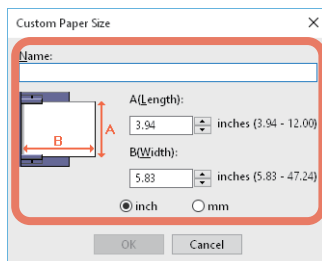 Custom Paper Size
Name:
A(Length):
3.94 inches (3.94 - 12.00)
B(Width):
5.83 inches (5.83 - 47.24)
A
B
inch mm
OK Cancel